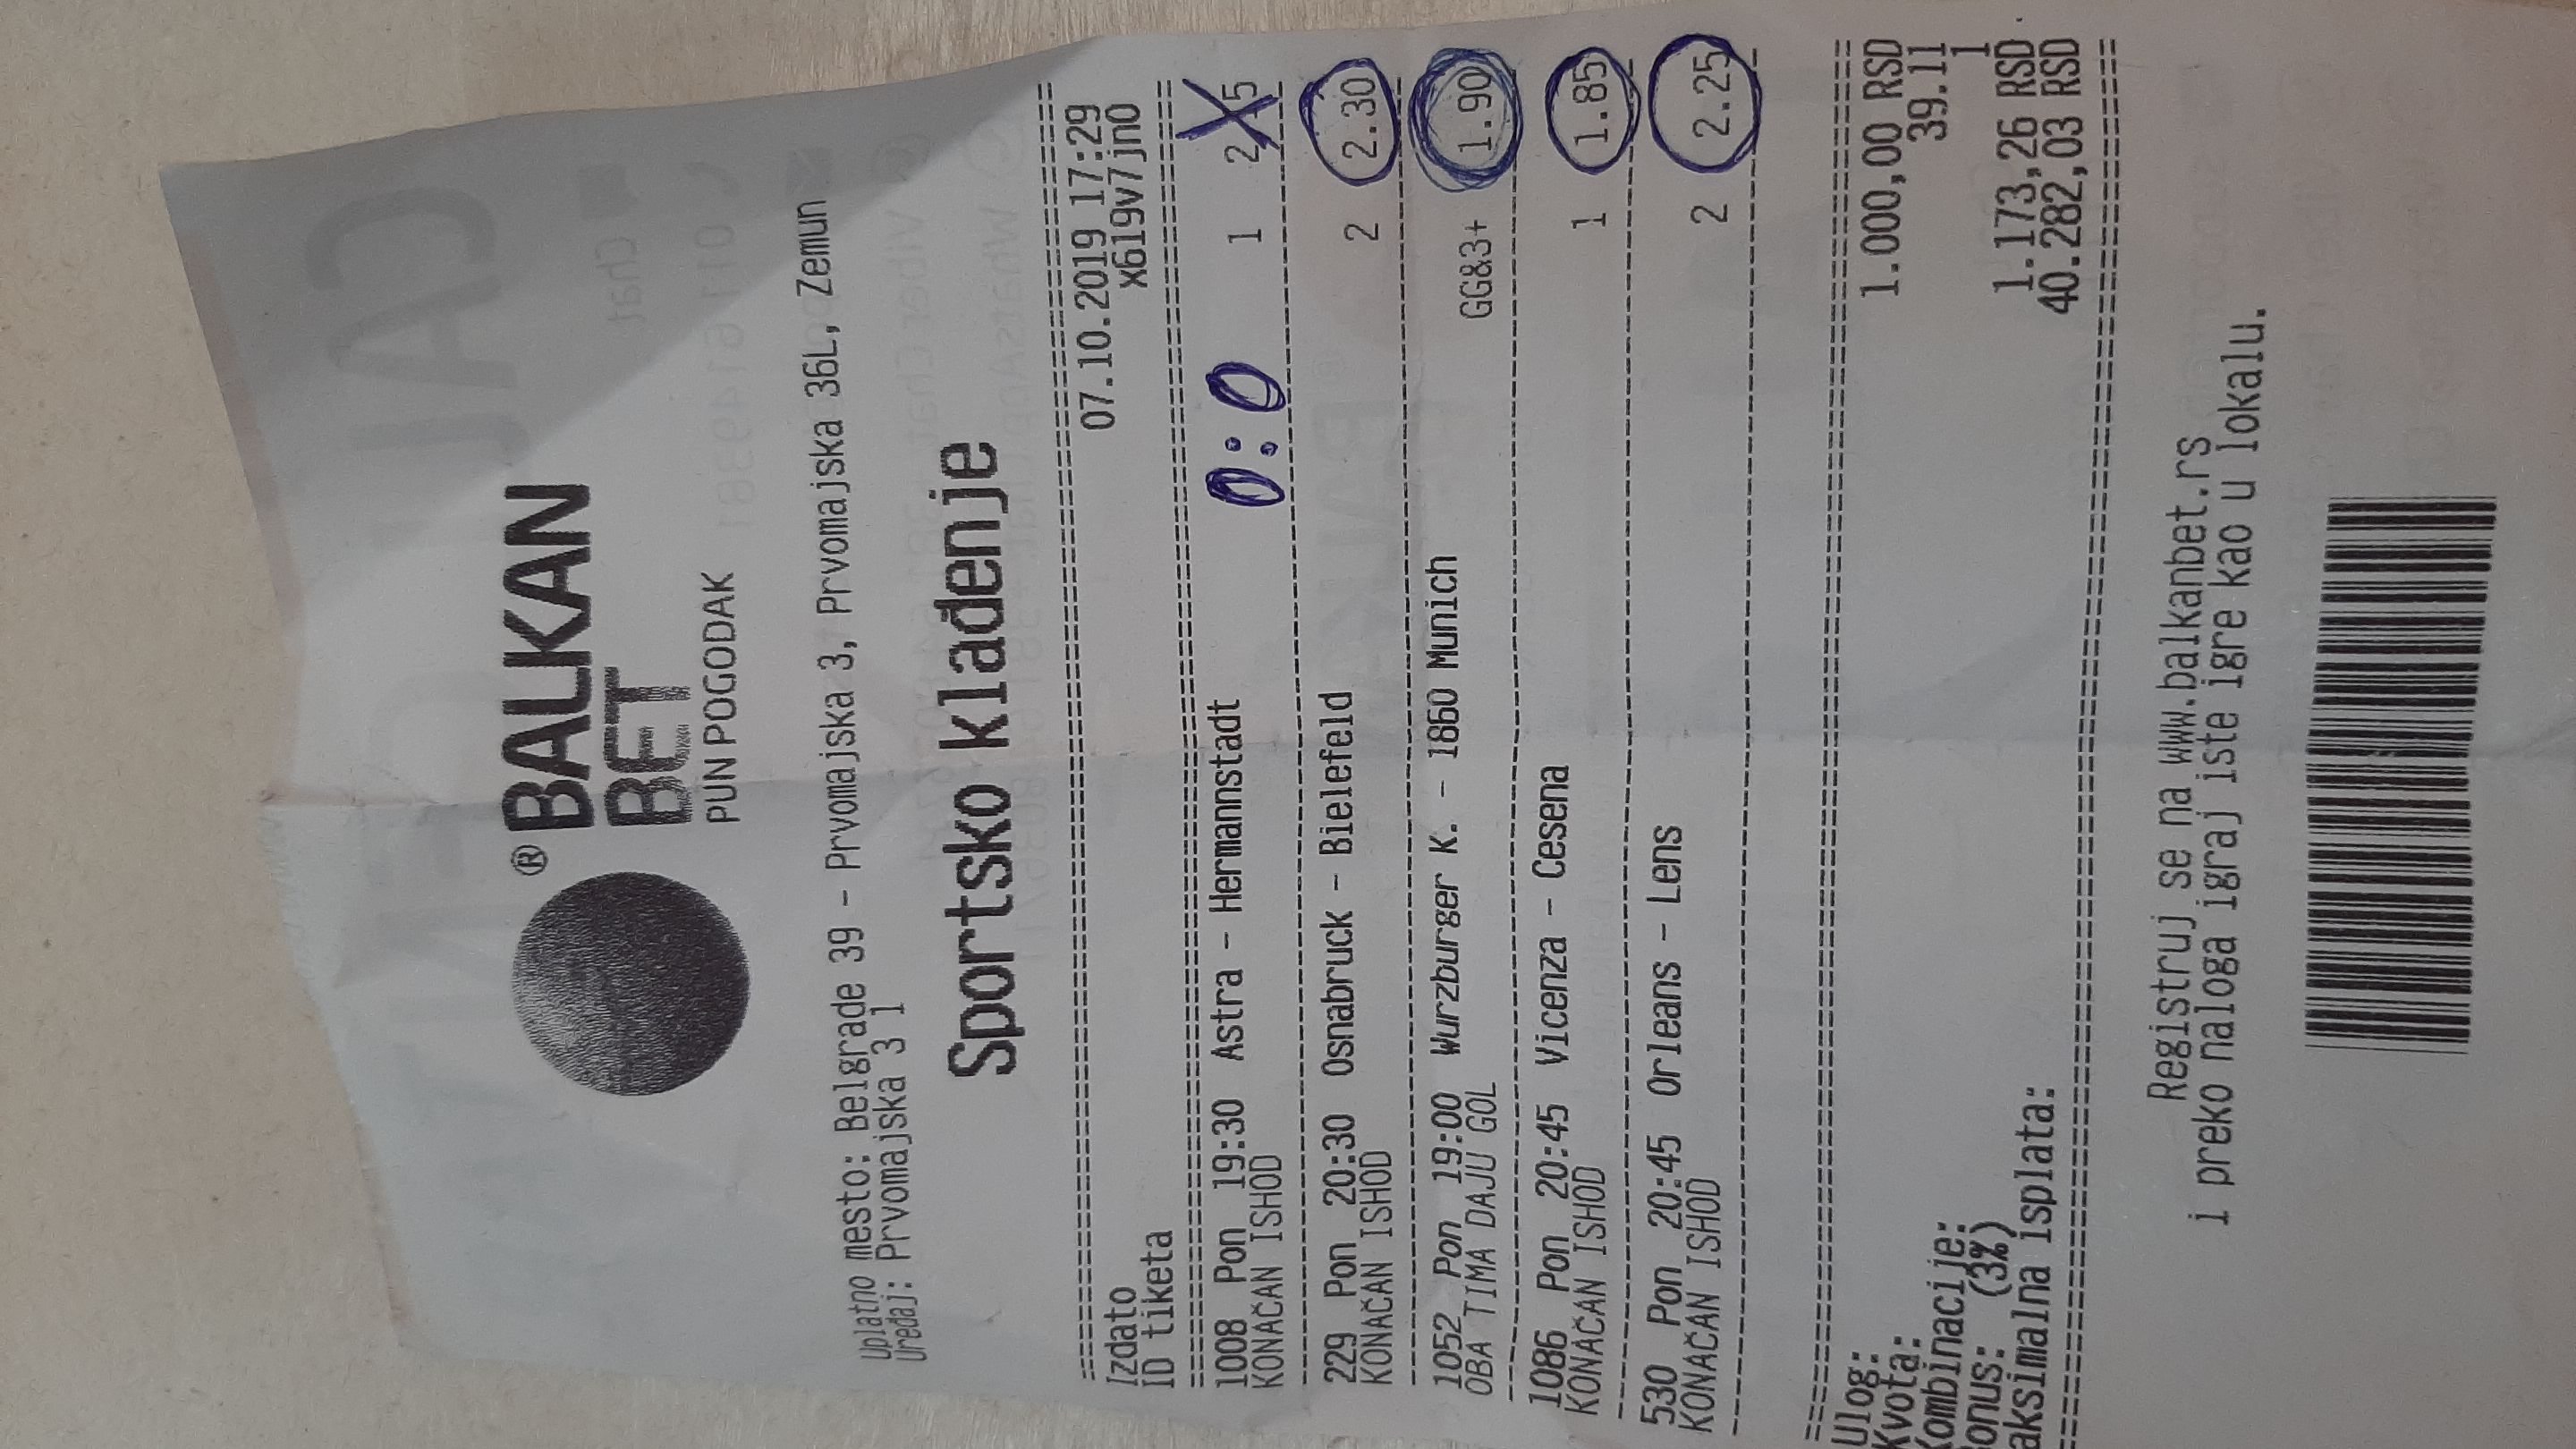 ® BALKAN
BET
PUN POGODAK
Uplatno mesto: Belgrade 39 - Prvomajska 3, Prvomajska 36L, Zemun
Uređaj: Prvomajska 3 1
Sportsko klađenje
Izdato 07.10.2019 17:29
ID tiketa x619v7jn0
1008 Pon 19:30 Astra - Hermannstadt
KONAČAN ISHOD 0:0 1
229 Pon 20:30 Osnabruck - Bielefeld
KONAČAN ISHOD 2 2.30
1052 Pon 19:00 Wurzburger K. - 1860 Munich
OBA TIMA DAJU GOL GG&3+ 1.90
1086 Pon 20:45 Vicenza - Cesena
KONAČAN ISHOD 1 1.85
530 Pon 20:45 Orleans - Lens
KONAČAN ISHOD 2 2.25
Ulog: 1.000,00 RSD
Kvota: 39.11
Kombinacije: 1
onus: (3%) 1.173,26 RSD
aksimalna isplata: 40.282,03 RSD
Registruj se na www.balkanbet.rs
i preko naloga igraj iste igre kao u lokalu.